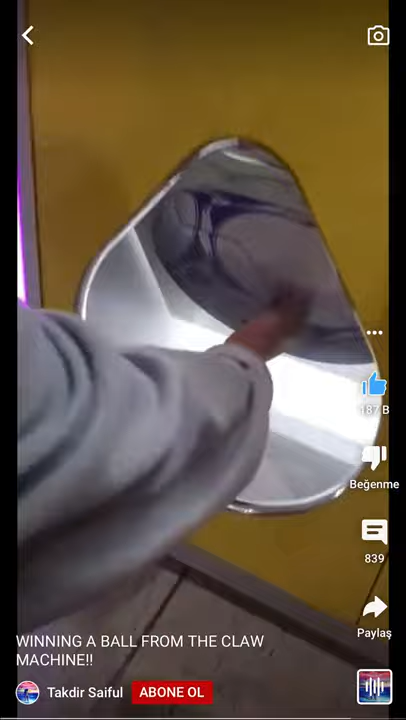 187 B
Beğenme
839
Paylaş
WINNING A BALL FROM THE CLAW
MACHINE!!
Takdir Saiful ABONE OL